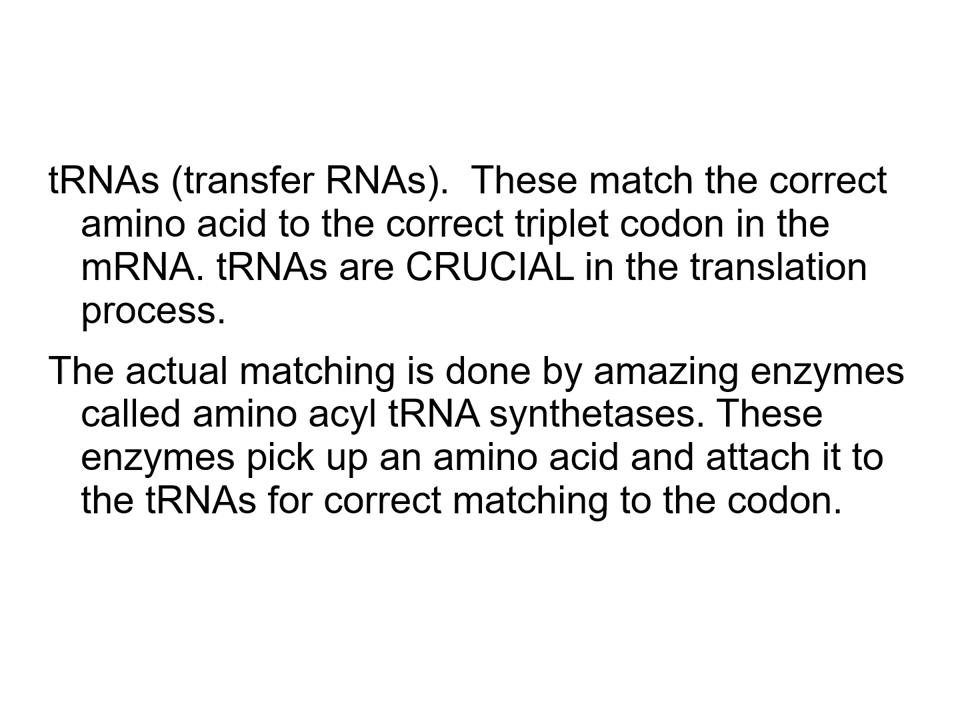 tRNAs (transfer RNAs).  These match the correct
amino acid to the correct triplet codon in the
mRNA. tRNAs are CRUCIAL in the translation
process.
The actual matching is done by amazing enzymes
called amino acyl tRNA synthetases. These
enzymes pick up an amino acid and attach it to
the tRNAs for correct matching to the codon.